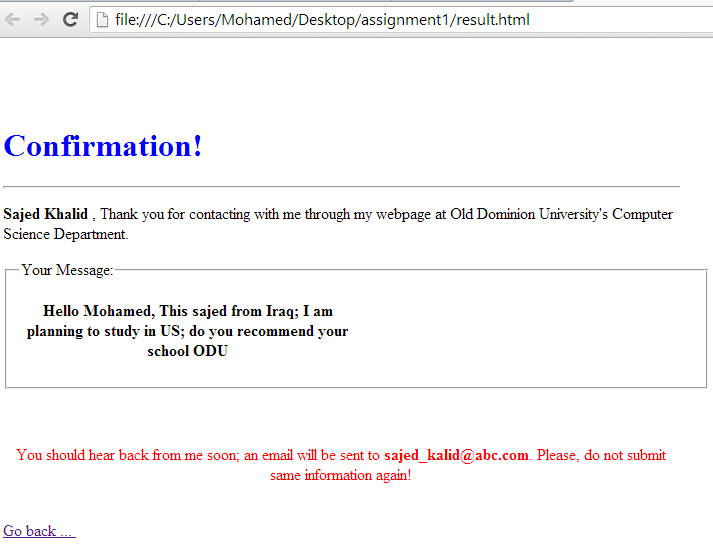 file:///C:/Users/Mohamed/Desktop/assignment1/result.html
Confirmation!
Sajed Khalid , Thank you for contacting with me through my webpage at Old Dominion University's Computer
Science Department.
Your Message:
Hello Mohamed, This sajed from Iraq; I am
planning to study in US; do you recommend your
school ODU
You should hear back from me soon; an email will be sent to sajed_kalid@abc.com. Please, do not submit
same information again!
Go back ...